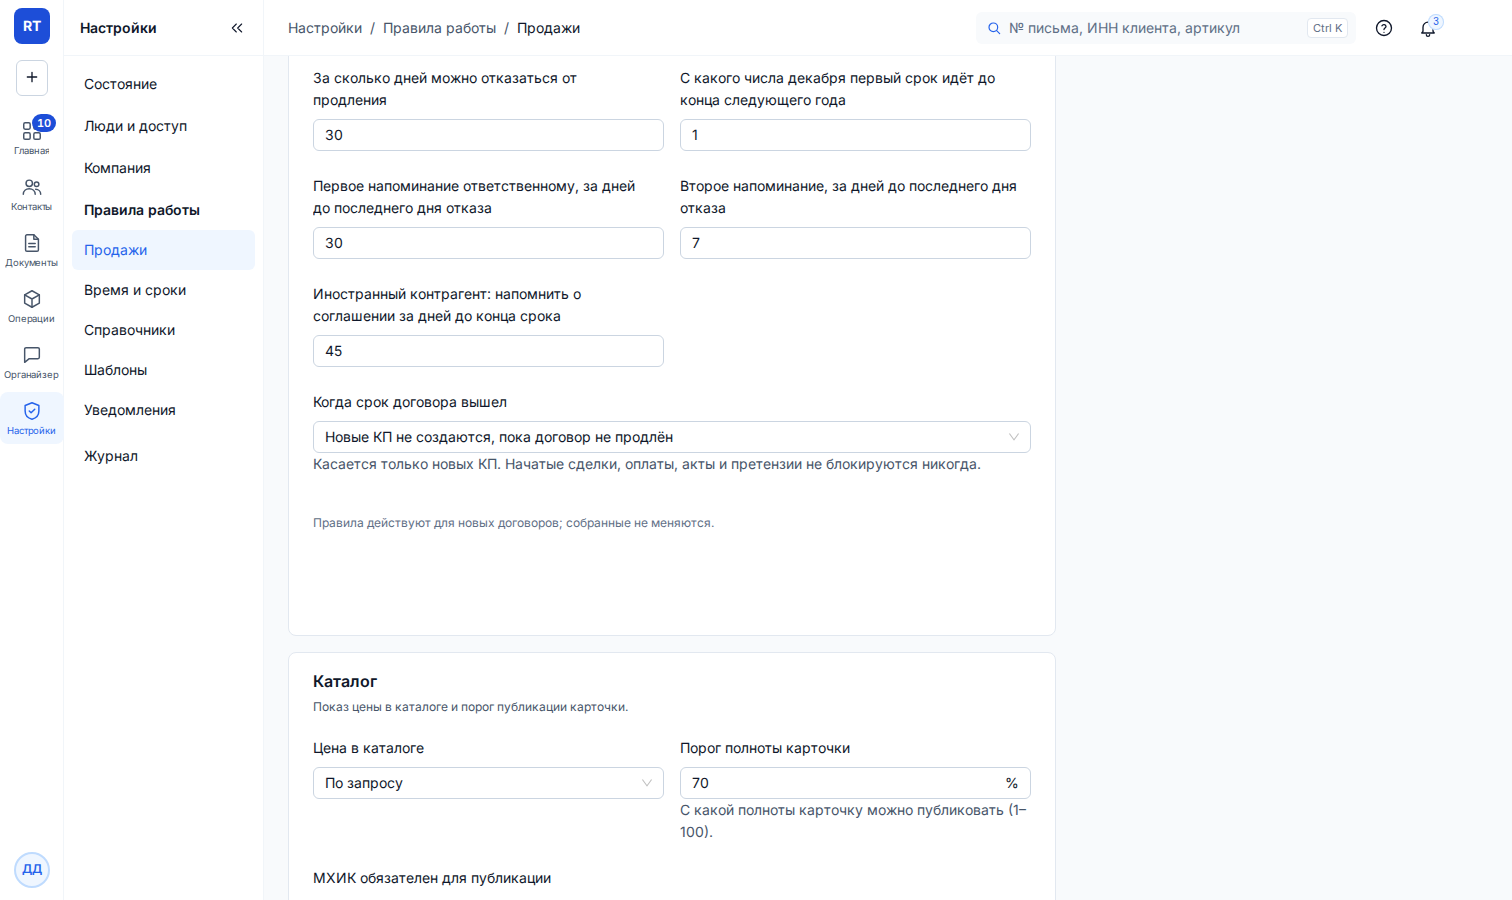 RT
Настройки
Настройки / Правила работы / Продажи
№ письма, ИНН клиента, артикул
Ctrl K
3
10
Главная
Контакты
Документы
Операции
Органайзер
Настройки
ДД
Состояние
Люди и доступ
Компания
Правила работы
Продажи
Время и сроки
Справочники
Шаблоны
Уведомления
Журнал
За сколько дней можно отказаться от
продления
30
С какого числа декабря первый срок идёт до
конца следующего года
1
Первое напоминание ответственному, за дней
до последнего дня отказа
30
Второе напоминание, за дней до последнего дня
отказа
7
Иностранный контрагент: напомнить о
соглашении за дней до конца срока
45
Когда срок договора вышел
Новые КП не создаются, пока договор не продлён
Касается только новых КП. Начатые сделки, оплаты, акты и претензии не блокируются никогда.
Правила действуют для новых договоров; собранные не меняются.
Каталог
Показ цены в каталоге и порог публикации карточки.
Цена в каталоге
По запросу
Порог полноты карточки
70 %
С какой полноты карточку можно публиковать (1–
100).
МХИК обязателен для публикации